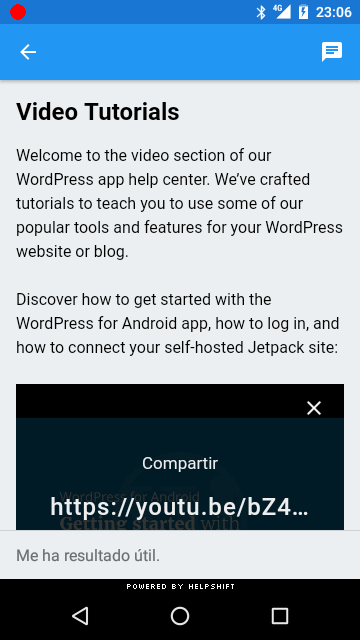 4G 23:06
Video Tutorials
Welcome to the video section of our
WordPress app help center. We've crafted
tutorials to teach you to use some of our
popular tools and features for your WordPress
website or blog.
Discover how to get started with the
WordPress for Android app, how to log in, and
how to connect your self-hosted Jetpack site:
Compartir
WordPress for Android
https://youtu.be/bZ4…
Getting started with
Me ha resultado útil.
POWERED BY HELPSHIFT